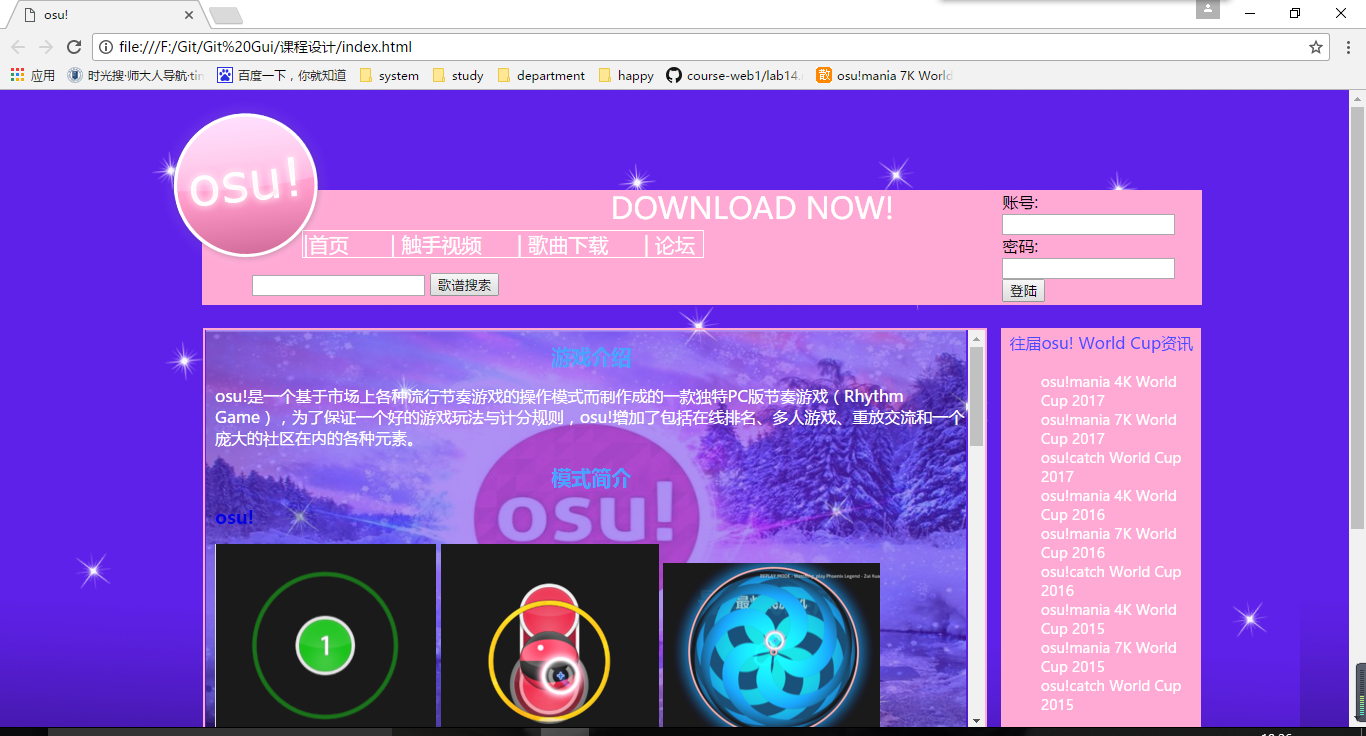 osu!
file:///F:/Git/Git%20Gui/课程设计/index.html
应用 时光搜·师大人导航·tim 百度一下，你就知道 system study department happy course-web1/lab14. osu!mania 7K World
osu!
DOWNLOAD NOW!
|首页 | 触手视频 | 歌曲下载 | 论坛
歌谱搜索
账号:
密码:
登陆
游戏介绍
osu!是一个基于市场上各种流行节奏游戏的操作模式而制作成的一款独特PC版节奏游戏（Rhythm
Game），为了保证一个好的游戏玩法与计分规则，osu!增加了包括在线排名、多人游戏、重放交流和一个
庞大的社区在内的各种元素。
模式简介
osu!
osu!
1
往届osu! World Cup资讯
osu!mania 4K World
Cup 2017
osu!mania 7K World
Cup 2017
osu!catch World Cup
2017
osu!mania 4K World
Cup 2016
osu!mania 7K World
Cup 2016
osu!catch World Cup
2016
osu!mania 4K World
Cup 2015
osu!mania 7K World
Cup 2015
osu!catch World Cup
2015